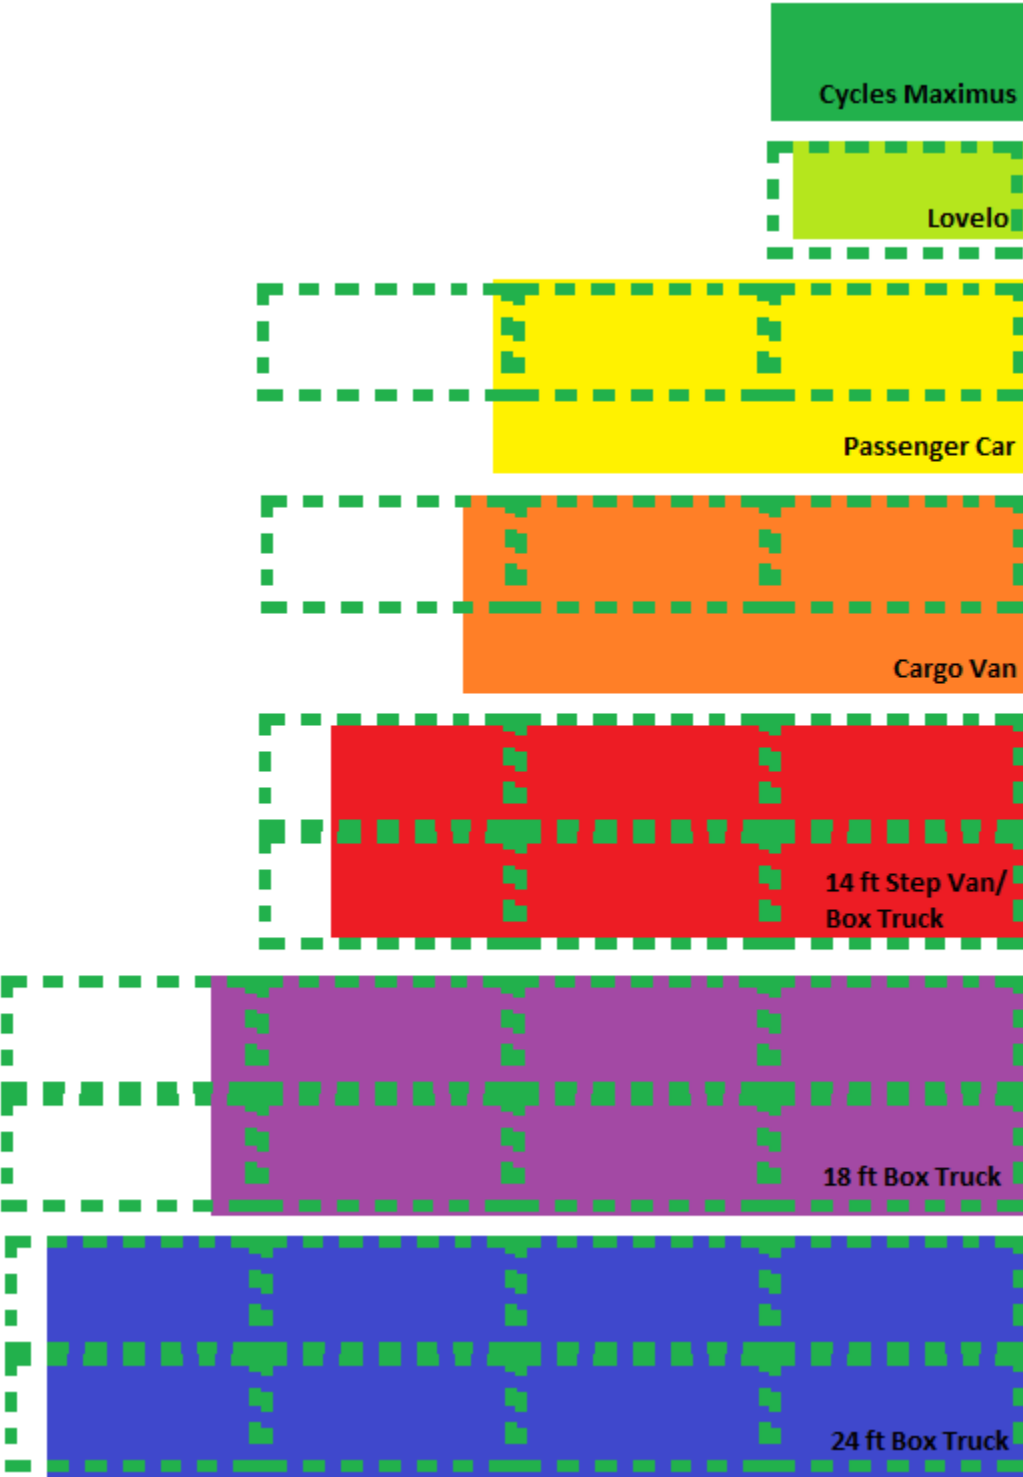 Cycles Maximus
Lovelo
Passenger Car
Cargo Van
14 ft Step Van/
Box Truck
18 ft Box Truck
24 ft Box Truck